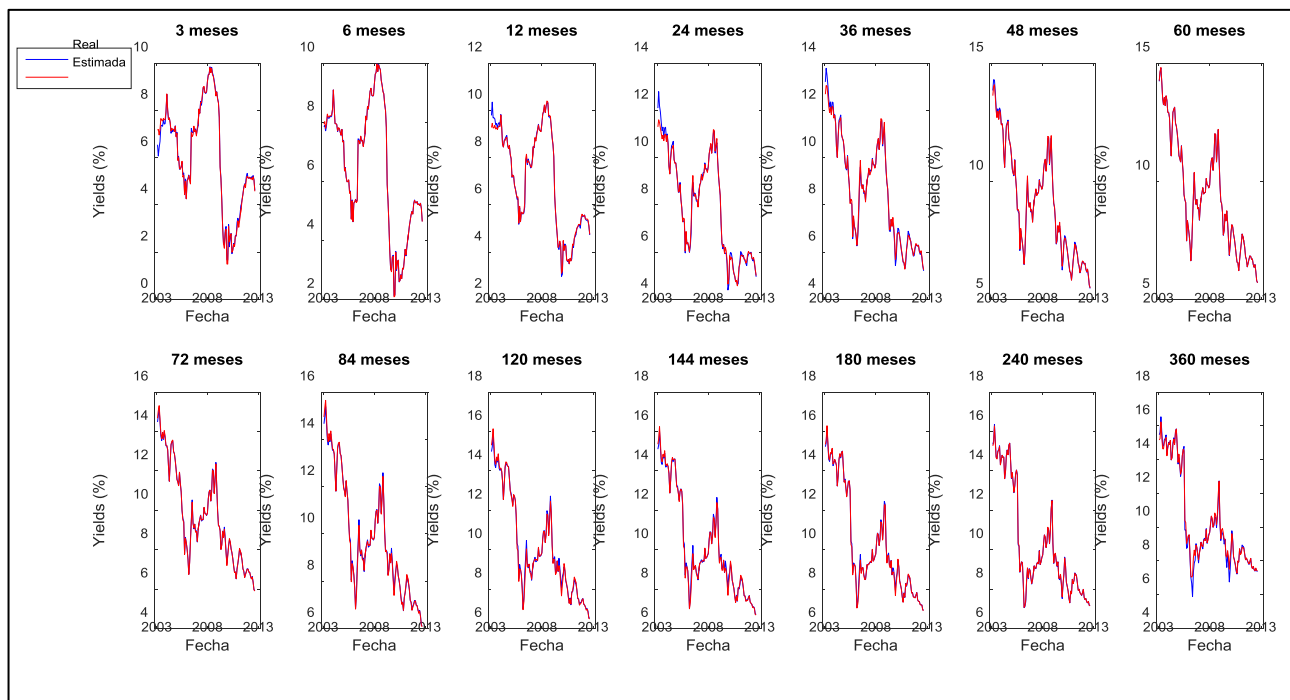 3 meses
6 meses
12 meses
24 meses
36 meses
48 meses
60 meses
Real
Estimada
10
8
6
4
2
0
Yields (%)
2003
2008
2013
Fecha
10
8
6
4
2
Yields (%)
2003
2008
2013
Fecha
12
10
8
6
4
2
Yields (%)
2003
2008
2013
Fecha
14
12
10
8
6
4
Yields (%)
2003
2008
2013
Fecha
14
12
10
8
6
4
Yields (%)
2003
2008
2013
Fecha
15
10
5
Yields (%)
2003
2008
2013
Fecha
15
10
5
Yields (%)
2003
2008
2013
Fecha
72 meses
84 meses
120 meses
144 meses
180 meses
240 meses
360 meses
16
14
12
10
8
6
4
Yields (%)
2003
2008
2013
Fecha
16
14
12
10
8
6
Yields (%)
2003
2008
2013
Fecha
18
16
14
12
10
8
6
Yields (%)
2003
2008
2013
Fecha
18
16
14
12
10
8
6
Yields (%)
2003
2008
2013
Fecha
18
16
14
12
10
8
6
Yields (%)
2003
2008
2013
Fecha
18
16
14
12
10
8
6
Yields (%)
2003
2008
2013
Fecha
18
16
14
12
10
8
6
4
Yields (%)
2003
2008
2013
Fecha